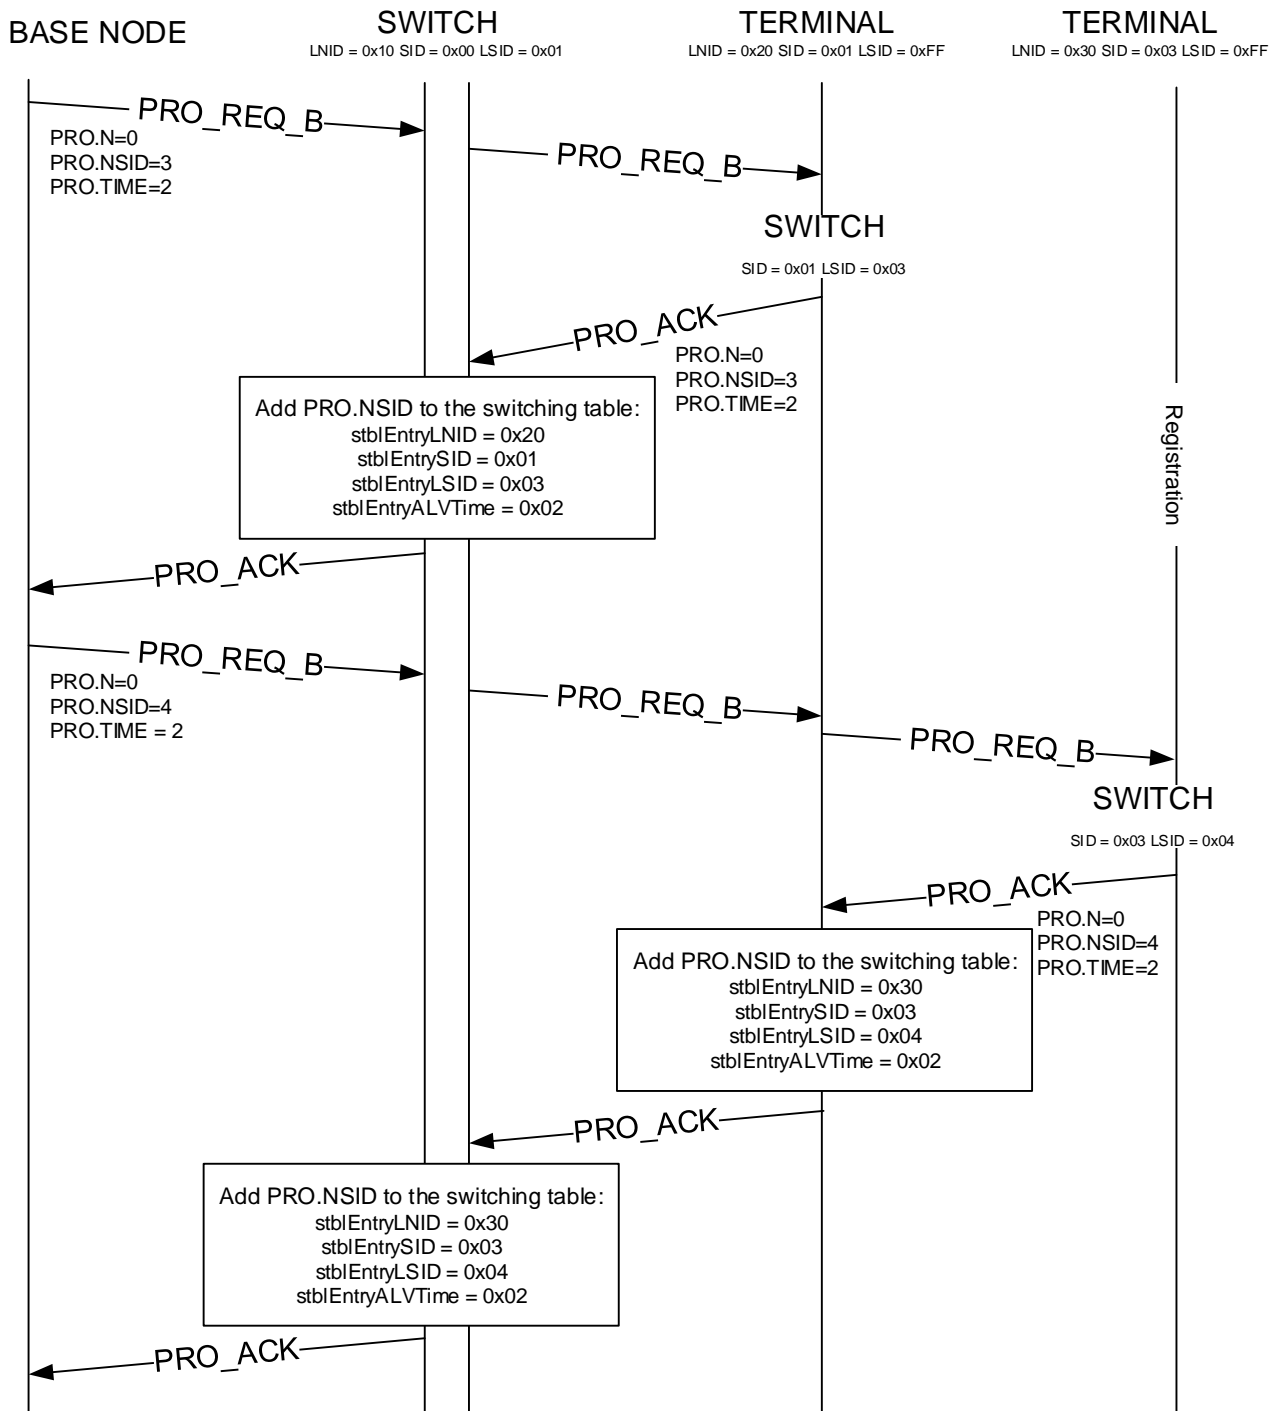 BASE NODE
SWITCH
LNID = 0x10 SID = 0x00 LSID = 0x01
TERMINAL
LNID = 0x20 SID = 0x01 LSID = 0xFF
TERMINAL
LNID = 0x30 SID = 0x03 LSID = 0xFF
PRO_REQ_B
PRO.N=0
PRO.NSID=3
PRO.TIME=2
PRO_REQ_B
SWITCH
SID = 0x01 LSID = 0x03
PRO_ACK
PRO.N=0
PRO.NSID=3
PRO.TIME=2
Add PRO.NSID to the switching table:
stblEntryLNID = 0x20
stblEntrySID = 0x01
stblEntryLSID = 0x03
stblEntryALVTime = 0x02
Registration
PRO_ACK
PRO_REQ_B
PRO.N=0
PRO.NSID=4
PRO.TIME = 2
PRO_REQ_B
PRO_REQ_B
SWITCH
SID = 0x03 LSID = 0x04
PRO_ACK
PRO.N=0
PRO.NSID=4
PRO.TIME=2
Add PRO.NSID to the switching table:
stblEntryLNID = 0x30
stblEntrySID = 0x03
stblEntryLSID = 0x04
stblEntryALVTime = 0x02
PRO_ACK
Add PRO.NSID to the switching table:
stblEntryLNID = 0x30
stblEntrySID = 0x03
stblEntryLSID = 0x04
stblEntryALVTime = 0x02
PRO_ACK